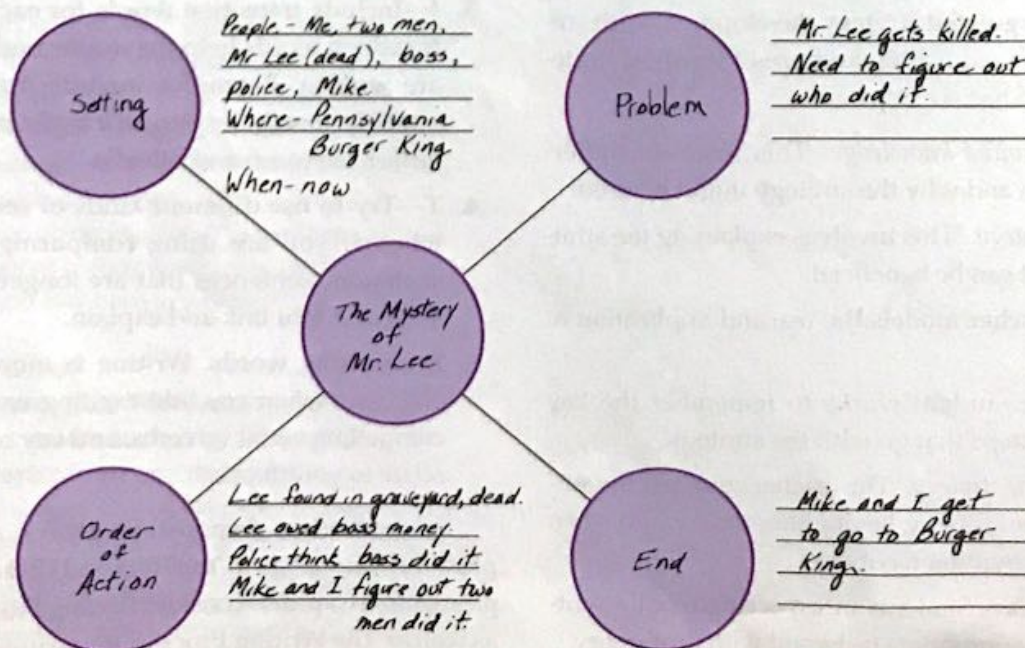 Setting
People - Me, two men,
Mr Lee (dead), boss,
police, Mike
Where - Pennsylvania
Burger King
When - now
Problem
Mr. Lee gets killed.
Need to figure out
who did it.
The Mystery
of
Mr. Lee
Order
of
Action
Lee found in graveyard, dead.
Lee owed boss money
Police think boss did it
Mike and I figure out two
men did it.
End
Mike and I get
to go to Burger
King.